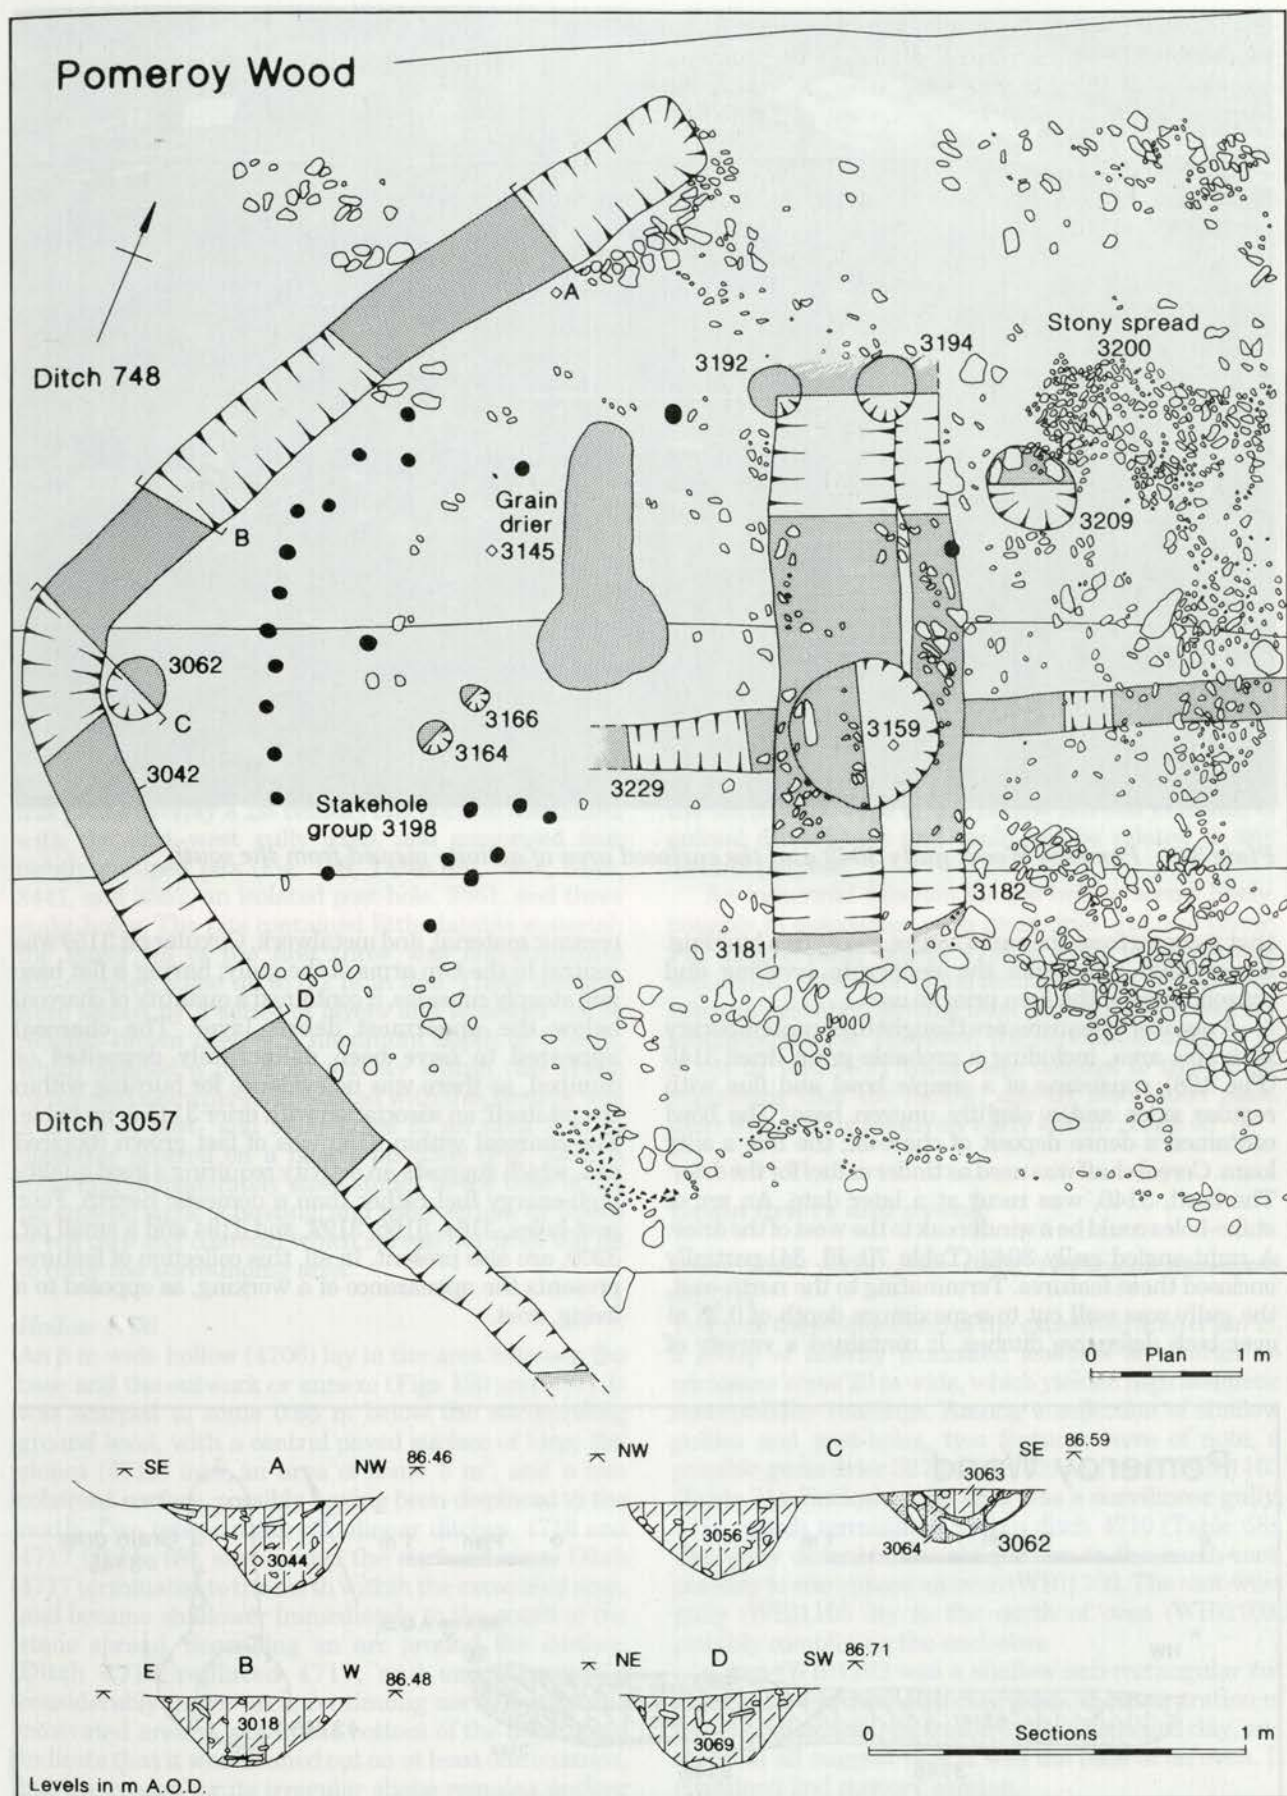 Pomeroy Wood
A
Ditch 748
3192
3194
Stony spread
3200
B
Grain
drier
3145
3209
3062
C
3166
3164
3159
3042
3229
Stakehole
group 3198
3182
3181
D
Ditch 3057
0 Plan 1 m
SE A NW 86.46
3044
NW C SE 86.59
3056
3063
3064
3062
E B W 86.48
3018
NE D SW 86.71
3069
0 Sections 1 m
Levels in m A.O.D.